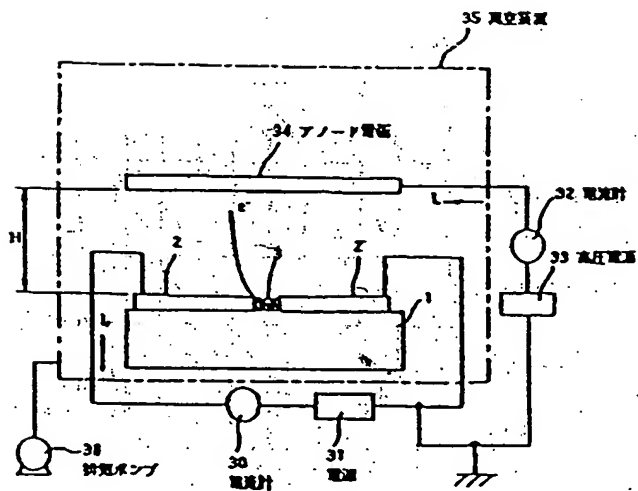 35 真空装置
34 アノード電極
32 電流計
33 高圧電源
H
2
3
2
1
38
排気ポンプ
30
電流計
31
電源